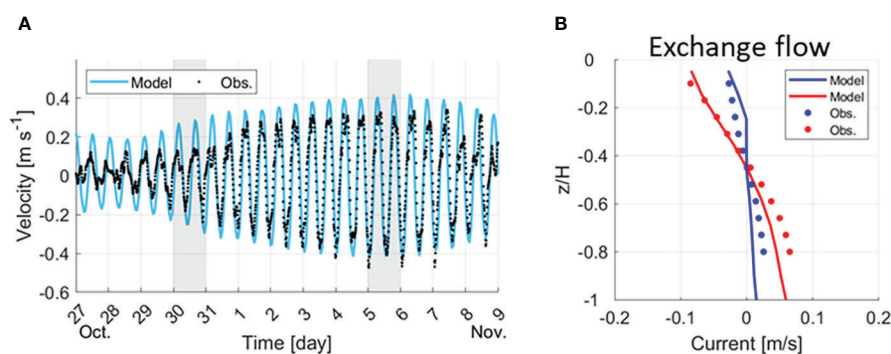 A
Model
Obs.
Velocity [m s⁻¹]
0.4
0.2
0
-0.2
-0.4
-0.6
27 28 29 30 31 1 2 3 4 5 6 7 8 9
Oct. Time [day] Nov.
B
Exchange flow
Model
Model
Obs.
Obs.
z/H
0
-0.2
-0.4
-0.6
-0.8
-1
-0.2 -0.1 0 0.1 0.2
Current [m/s]